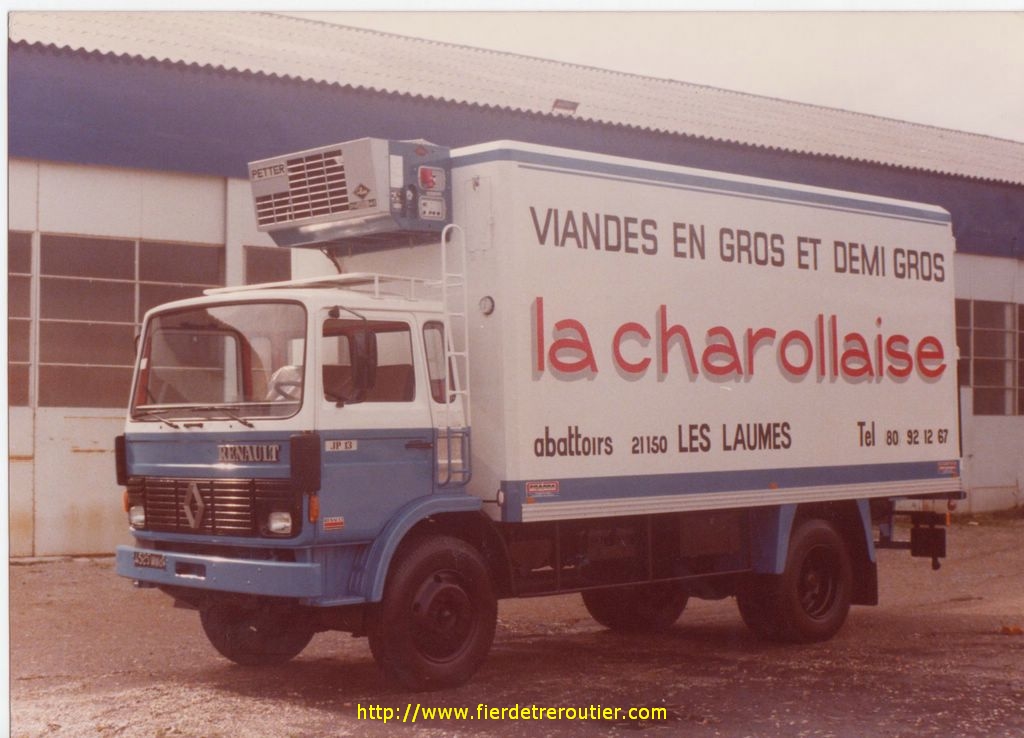 PETTER
VIANDES EN GROS ET DEMI GROS
la charollaise
abattoirs 21150 LES LAUMES Tel 80 92 12 67
JP 13
RENAULT
http://www.fierdetreroutier.com